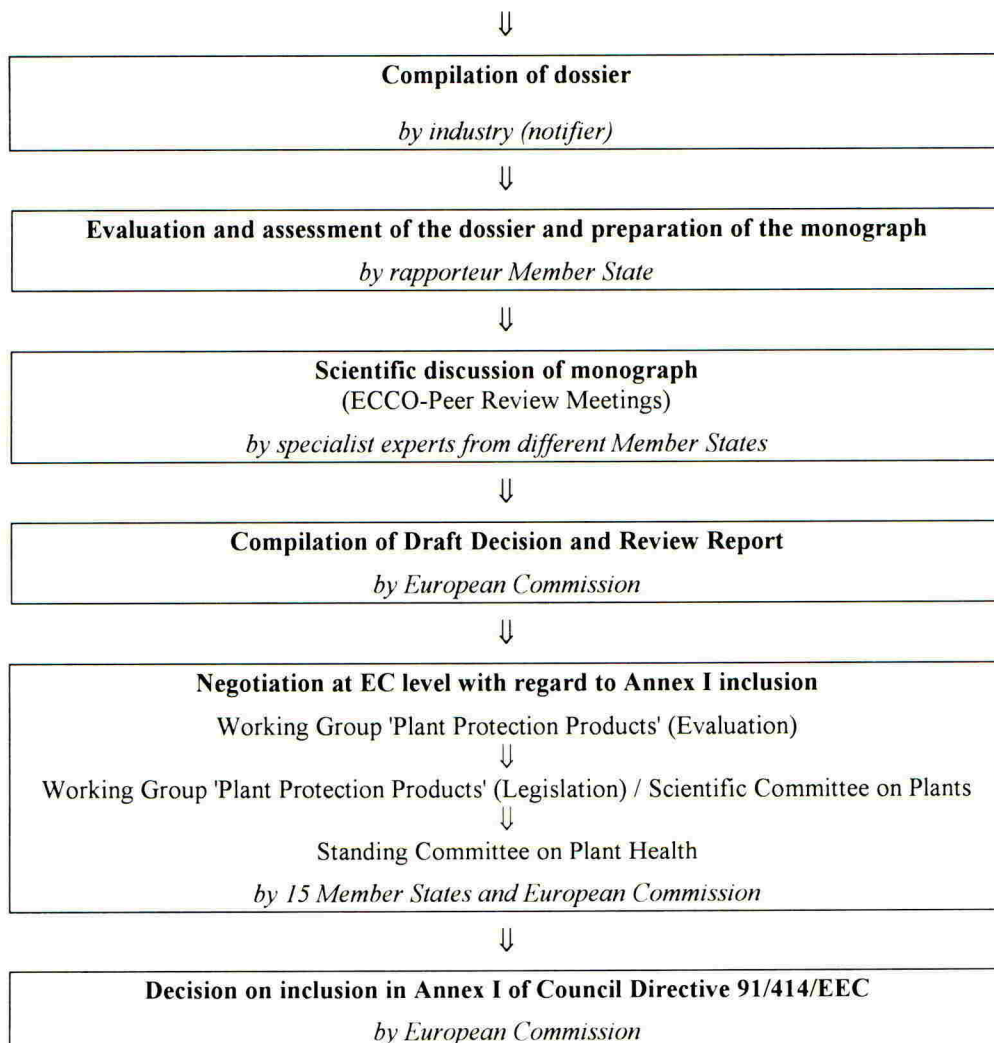 ⇓
Compilation of dossier
by industry (notifier)
⇓
Evaluation and assessment of the dossier and preparation of the monograph
by rapporteur Member State
⇓
Scientific discussion of monograph
(ECCO-Peer Review Meetings)
by specialist experts from different Member States
⇓
Compilation of Draft Decision and Review Report
by European Commission
⇓
Negotiation at EC level with regard to Annex I inclusion
Working Group 'Plant Protection Products' (Evaluation)
⇓
Working Group 'Plant Protection Products' (Legislation) / Scientific Committee on Plants
⇓
Standing Committee on Plant Health
by 15 Member States and European Commission
⇓
Decision on inclusion in Annex I of Council Directive 91/414/EEC
by European Commission